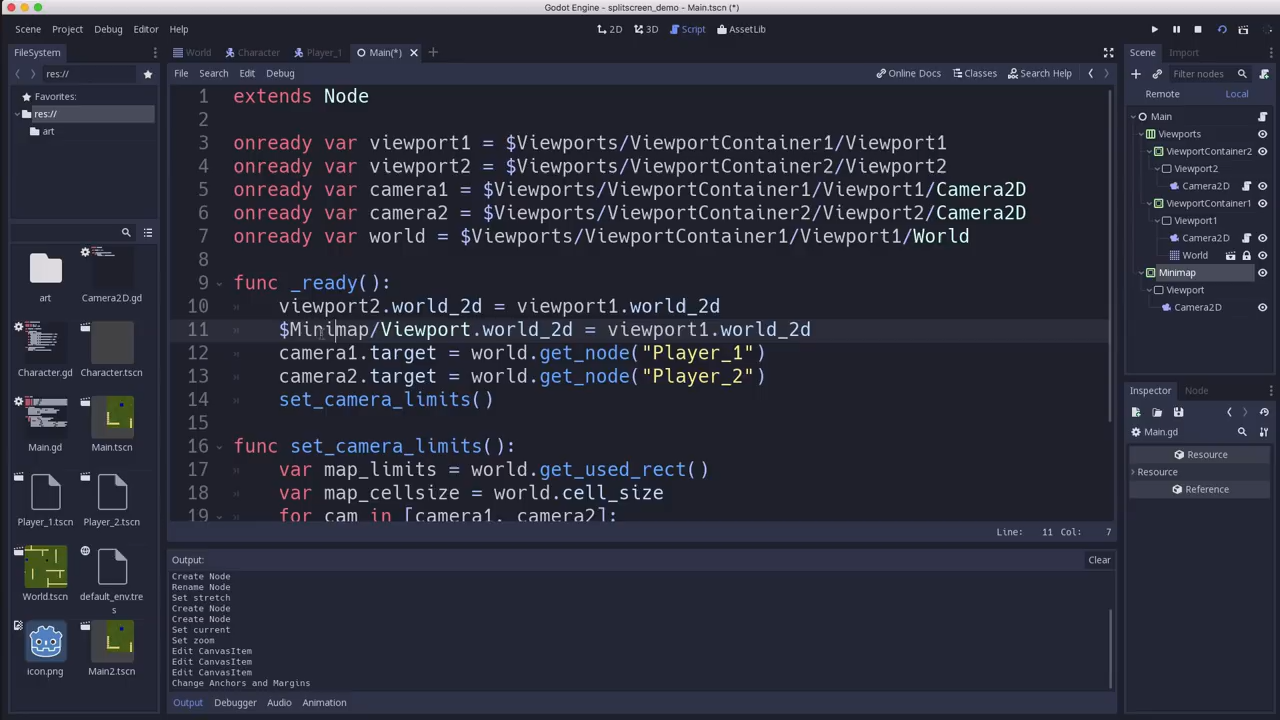 Godot Engine - splitscreen_demo - Main.tscn (*)
Scene Project Debug Editor Help
2D 3D Script AssetLib
FileSystem
res://
Favorites:
res://
art
art
Camera2D.gd
Character.gd
Character.tscn
Main.gd
Main.tscn
Player_1.tscn
Player_2.tscn
World.tscn
default_env.tres
icon.png
Main2.tscn
World Character Player_1 Main(*)
File Search Edit Debug
Online Docs Classes Search Help
1 extends Node
2
3 onready var viewport1 = $Viewports/ViewportContainer1/Viewport1
4 onready var viewport2 = $Viewports/ViewportContainer2/Viewport2
5 onready var camera1 = $Viewports/ViewportContainer1/Viewport1/Camera2D
6 onready var camera2 = $Viewports/ViewportContainer2/Viewport2/Camera2D
7 onready var world = $Viewports/ViewportContainer1/Viewport1/World
8
9 func _ready():
10 viewport2.world_2d = viewport1.world_2d
11 $Minimap/Viewport.world_2d = viewport1.world_2d
12 camera1.target = world.get_node("Player_1")
13 camera2.target = world.get_node("Player_2")
14 set_camera_limits()
15
16 func set_camera_limits():
17 var map_limits = world.get_used_rect()
18 var map_cellsize = world.cell_size
19 for cam in [camera1, camera2]:
Line: 11 Col: 7
Output:
Clear
Create Node
Rename Node
Set stretch
Create Node
Create Node
Set current
Set zoom
Edit CanvasItem
Edit CanvasItem
Edit CanvasItem
Change Anchors and Margins
Output Debugger Audio Animation
Scene Import
Filter nodes
Remote Local
Main
Viewports
ViewportContainer2
Viewport2
Camera2D
ViewportContainer1
Viewport1
Camera2D
World
Minimap
Viewport
Camera2D
Inspector Node
Main.gd
Resource
Resource
Reference